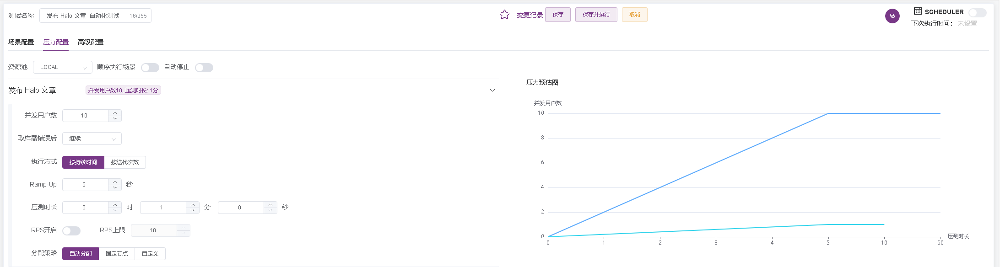 测试名称 发布 Halo 文章_自动化测试 16/255 变更记录 保存 保存并执行 取消 SCHEDULER
下次执行时间： 未设置
场景配置 压力配置 高级配置
资源池 LOCAL 顺序执行场景 自动停止
发布 Halo 文章 并发用户数10, 压测时长: 1分
并发用户数 10
取样器错误后 继续
执行方式 按持续时间 按迭代次数
Ramp-Up 5 秒
压测时长 0 时 1 分 0 秒
RPS开启 RPS上限 10
分配策略 自动分配 固定节点 自定义
压力预估图
并发用户数
10
8
6
4
2
0
0 1 2 3 4 5 10 60 压测时长